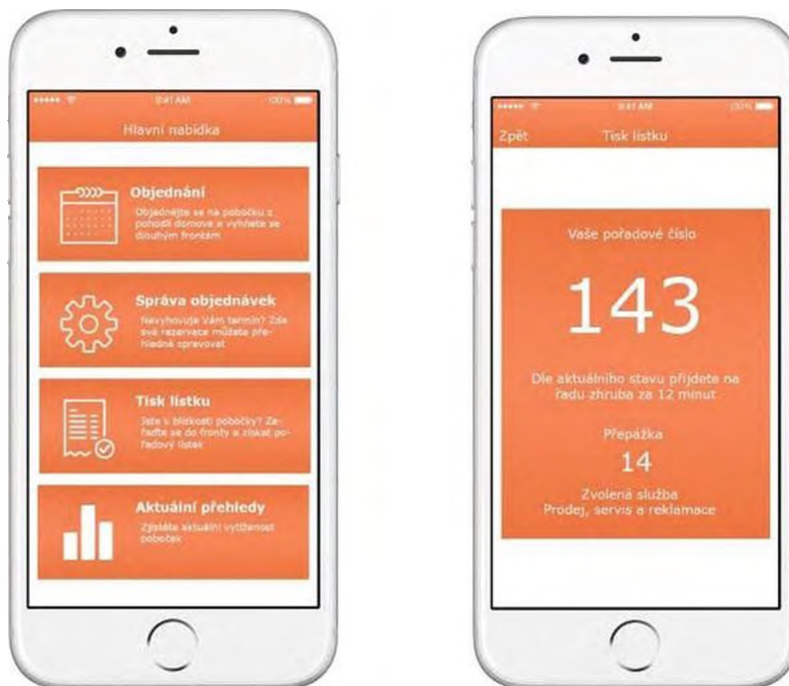 9:41 AM 100%
Hlavní nabídka
Objednání
Objednejte se na pobočku z
pohodlí domova a vyhnete se
dlouhým frontám
Správa objednávek
Nevyhovuje Vám termín? Zde
své rezervace můžete pře-
hledně spravovat
Tisk lístku
Jste v blízkosti pobočky? Za-
řaďte se do fronty a získat po-
řadový lístek
Aktuální přehledy
Zjistěte aktuální vytíženost
poboček
9:41 AM 100%
Zpět Tisk lístku
Vaše pořadové číslo
143
Dle aktuálního stavu přijdete na
řadu zhruba za 12 minut
Přepážka
14
Zvolená služba
Prodej, servis a reklamace